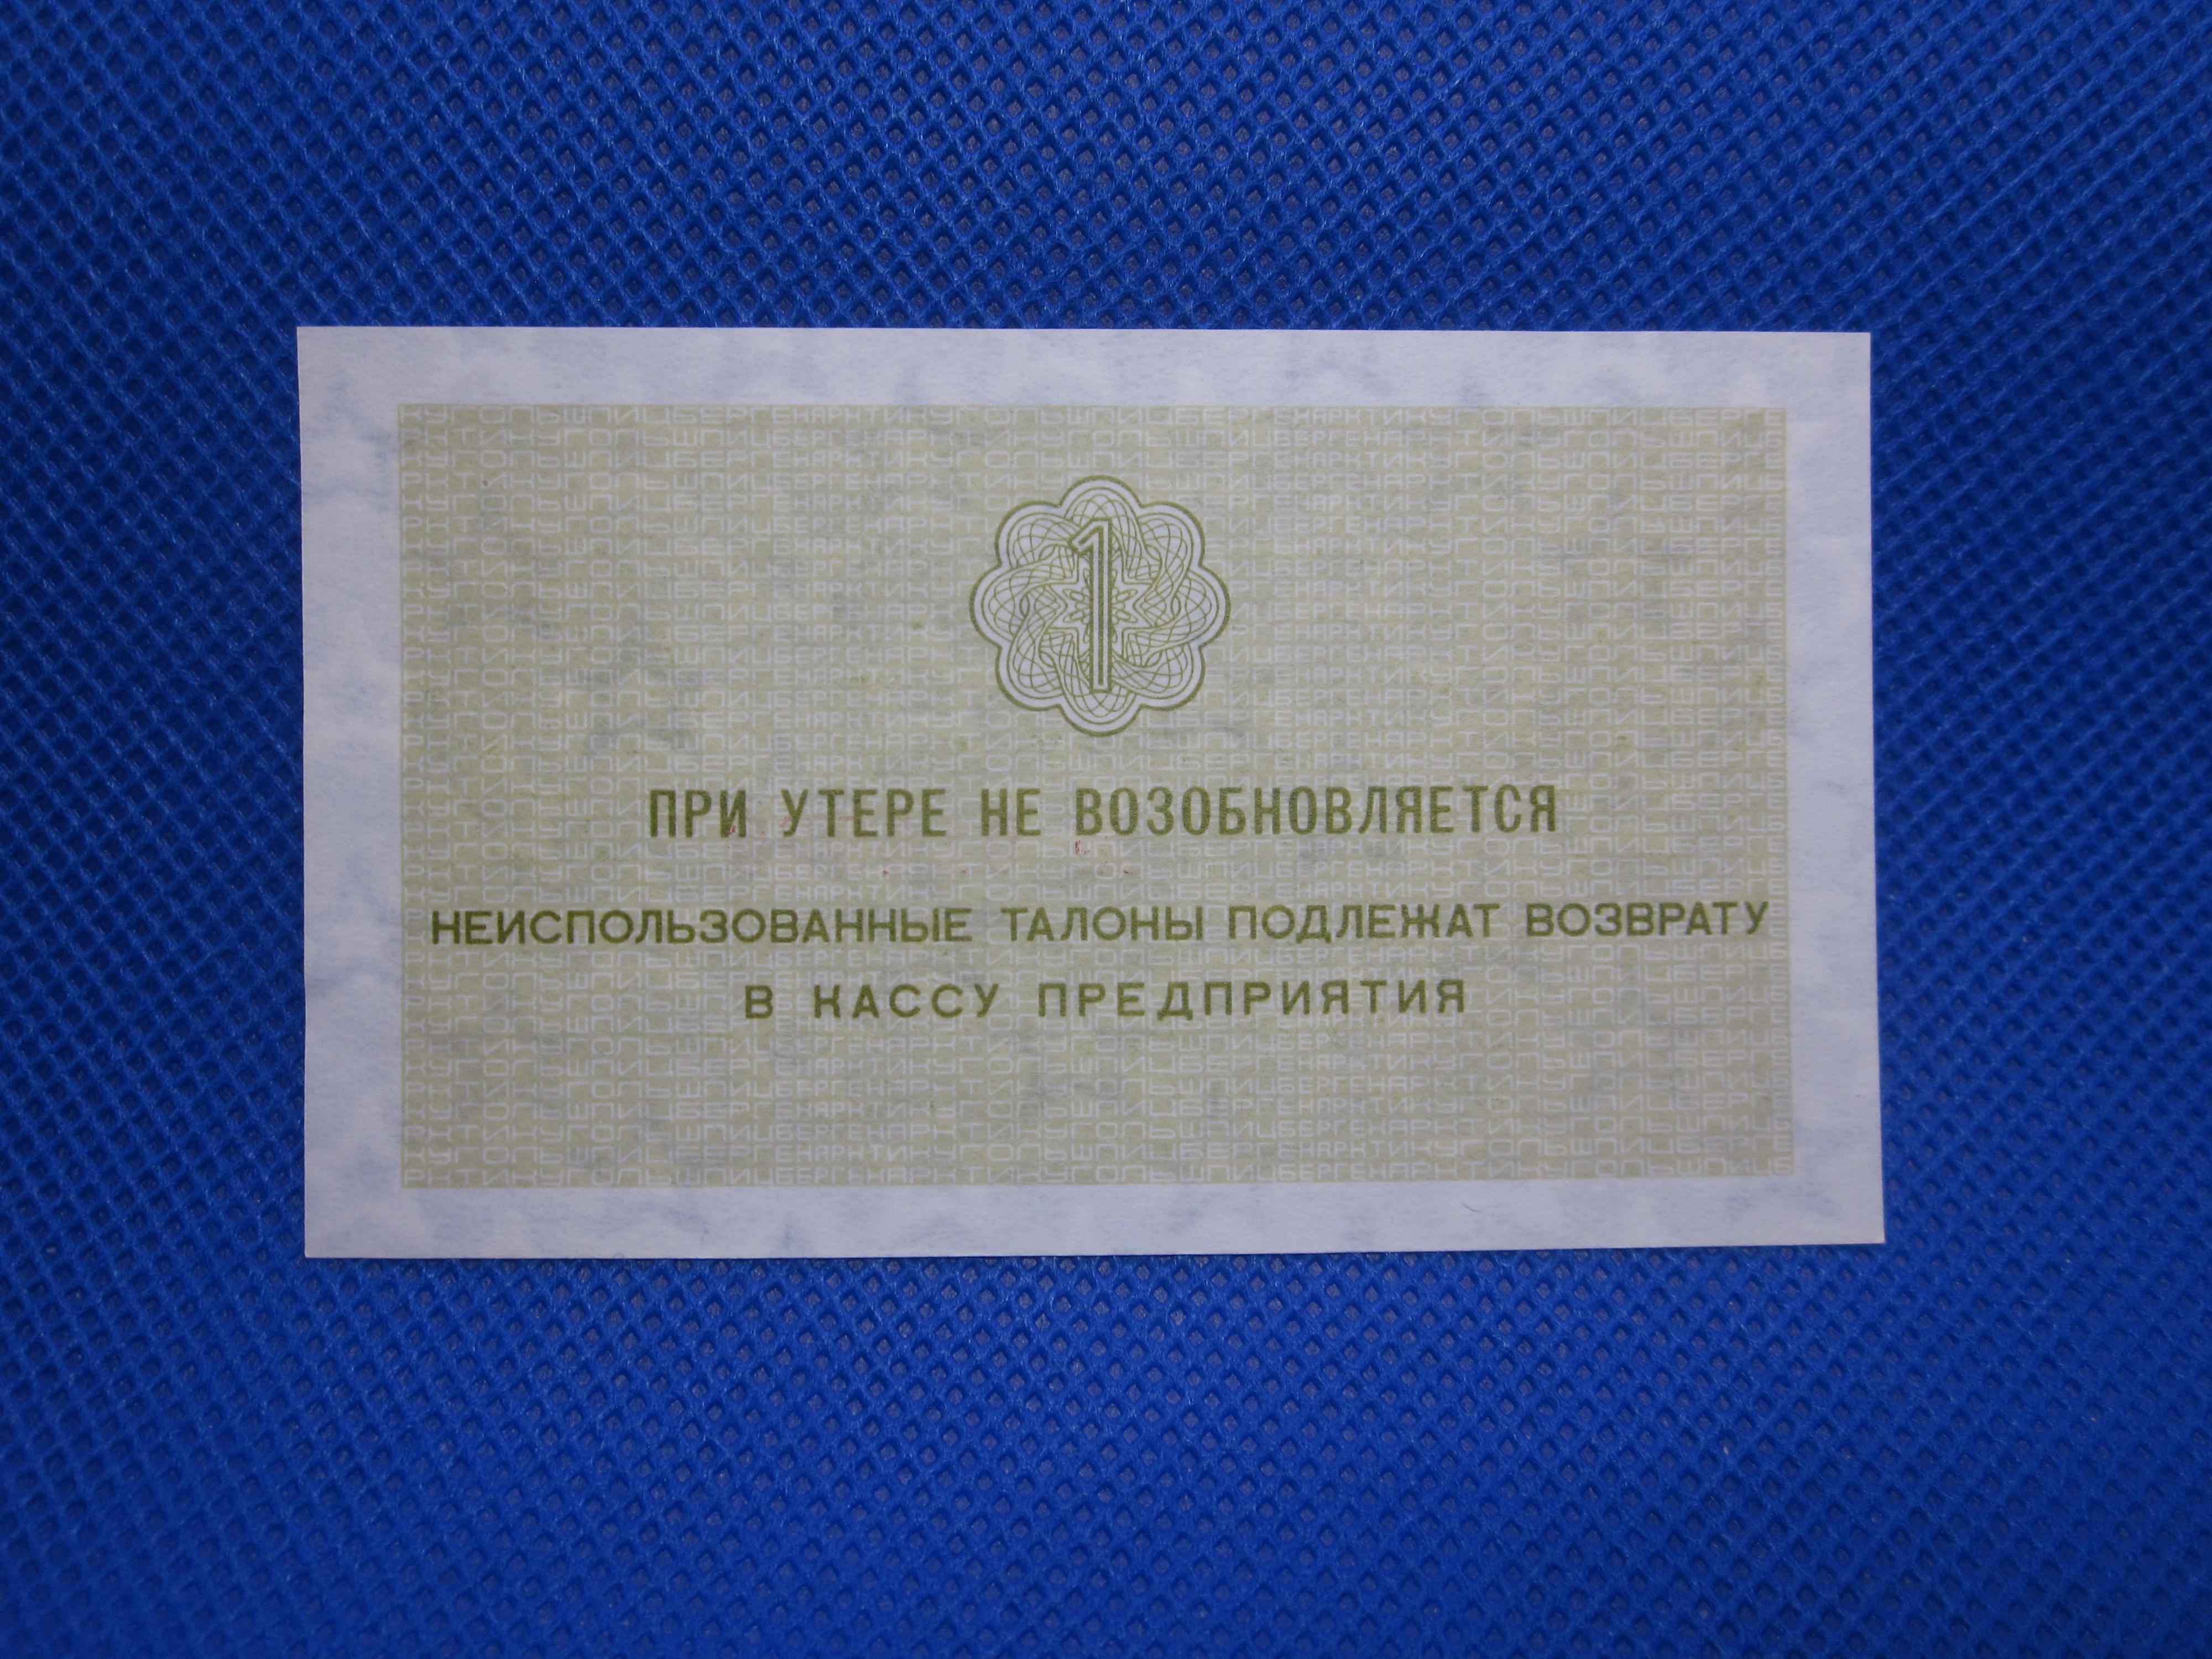 1
ПРИ УТЕРЕ НЕ ВОЗОБНОВЛЯЕТСЯ
НЕИСПОЛЬЗОВАННЫЕ ТАЛОНЫ ПОДЛЕЖАТ ВОЗВРАТУ
В КАССУ ПРЕДПРИЯТИЯ